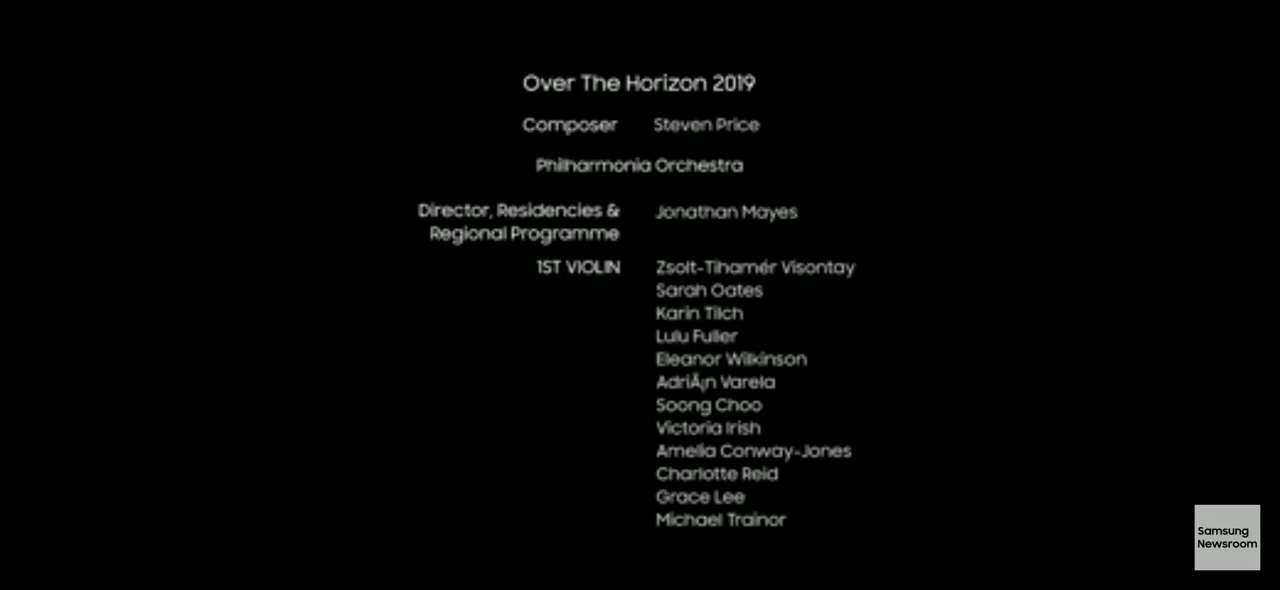 Over The Horizon 2019
Composer Steven Price
Philharmonia Orchestra
Director, Residencies & Jonathan Mayes
Regional Programme
1ST VIOLIN Zsolt-Tihamér Visontay
Sarah Oates
Karin Tilch
Lulu Fuller
Eleanor Wilkinson
AdriÃ¡n Varela
Soong Choo
Victoria Irish
Amelia Conway-Jones
Charlotte Reid
Grace Lee
Michael Trainor
Samsung
Newsroom